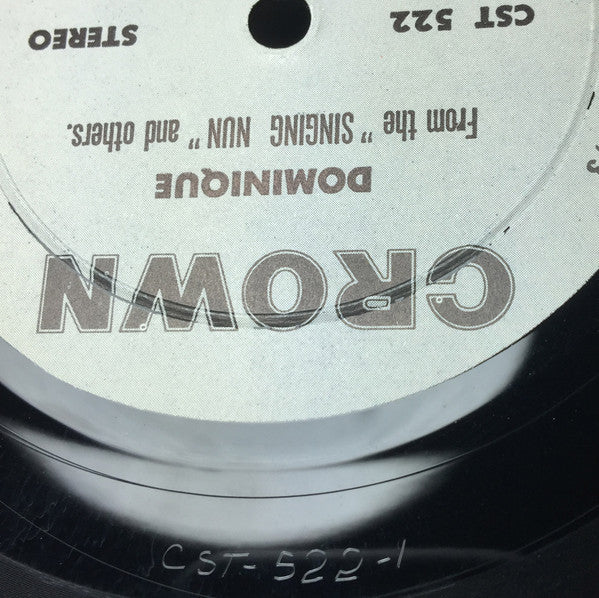 CROWN
DOMINIQUE
From the "SINGING NUN" and others.
CST 522
STEREO
CST-522-1